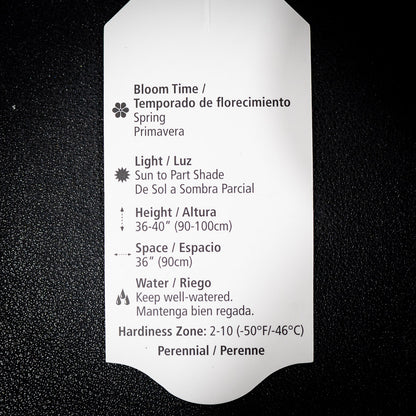 Bloom Time /
Temporado de florecimiento
Spring
Primavera
Light / Luz
Sun to Part Shade
De Sol a Sombra Parcial
Height / Altura
36-40" (90-100cm)
Space / Espacio
36" (90cm)
Water / Riego
Keep well-watered.
Mantenga bien regada.
Hardiness Zone: 2-10 (-50°F/-46°C)
Perennial / Perenne